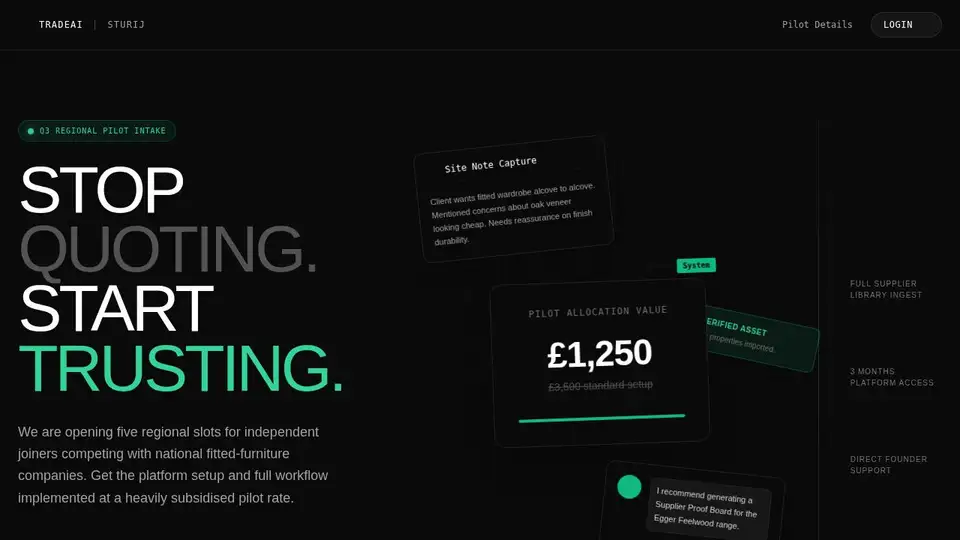 TRADEAI | STURIJ
Pilot Details
LOGIN
Q3 REGIONAL PILOT INTAKE
STOP
QUOTING.
START
TRUSTING.
We are opening five regional slots for independent
joiners competing with national fitted-furniture
companies. Get the platform setup and full workflow
implemented at a heavily subsidised pilot rate.
Site Note Capture
Client wants fitted wardrobe alcove to alcove.
Mentioned concerns about oak veneer
looking cheap. Needs reassurance on finish
durability.
System
PILOT ALLOCATION VALUE
£1,250
£3,500 standard setup
ERIFIED ASSET
properties imported.
I recommend generating a
Supplier Proof Board for the
Egger Feelwood range.
FULL SUPPLIER
LIBRARY INGEST
3 MONTHS
PLATFORM ACCESS
DIRECT FOUNDER
SUPPORT